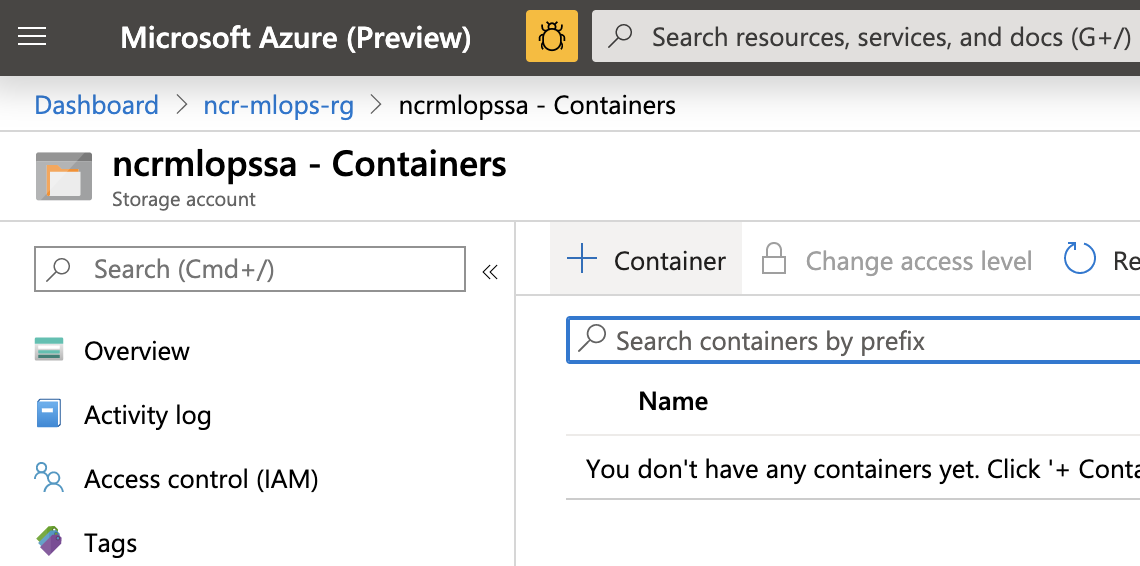 Microsoft Azure (Preview)
Search resources, services, and docs (G+/)
Dashboard > ncr-mlops-rg > ncrmlopssa - Containers
ncrmlopssa - Containers
Storage account
Search (Cmd+/)
«
Overview
Activity log
Access control (IAM)
Tags
+ Container
Change access level
Re
Search containers by prefix
Name
You don't have any containers yet. Click '+ Conta